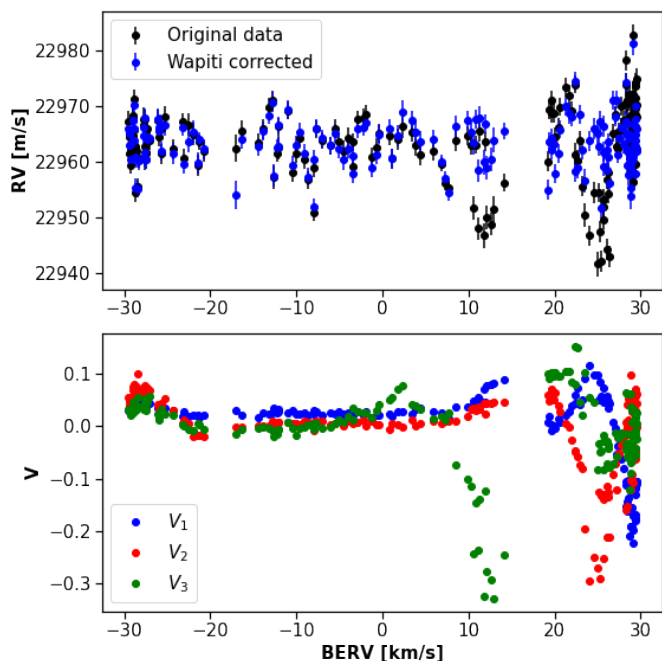 Original data
Wapiti corrected
RV [m/s]
22980
22970
22960
22950
22940
−30 −20 −10 0 10 20 30
V
0.1
0.0
−0.1
−0.2
−0.3
V1
V2
V3
−30 −20 −10 0 10 20 30
BERV [km/s]